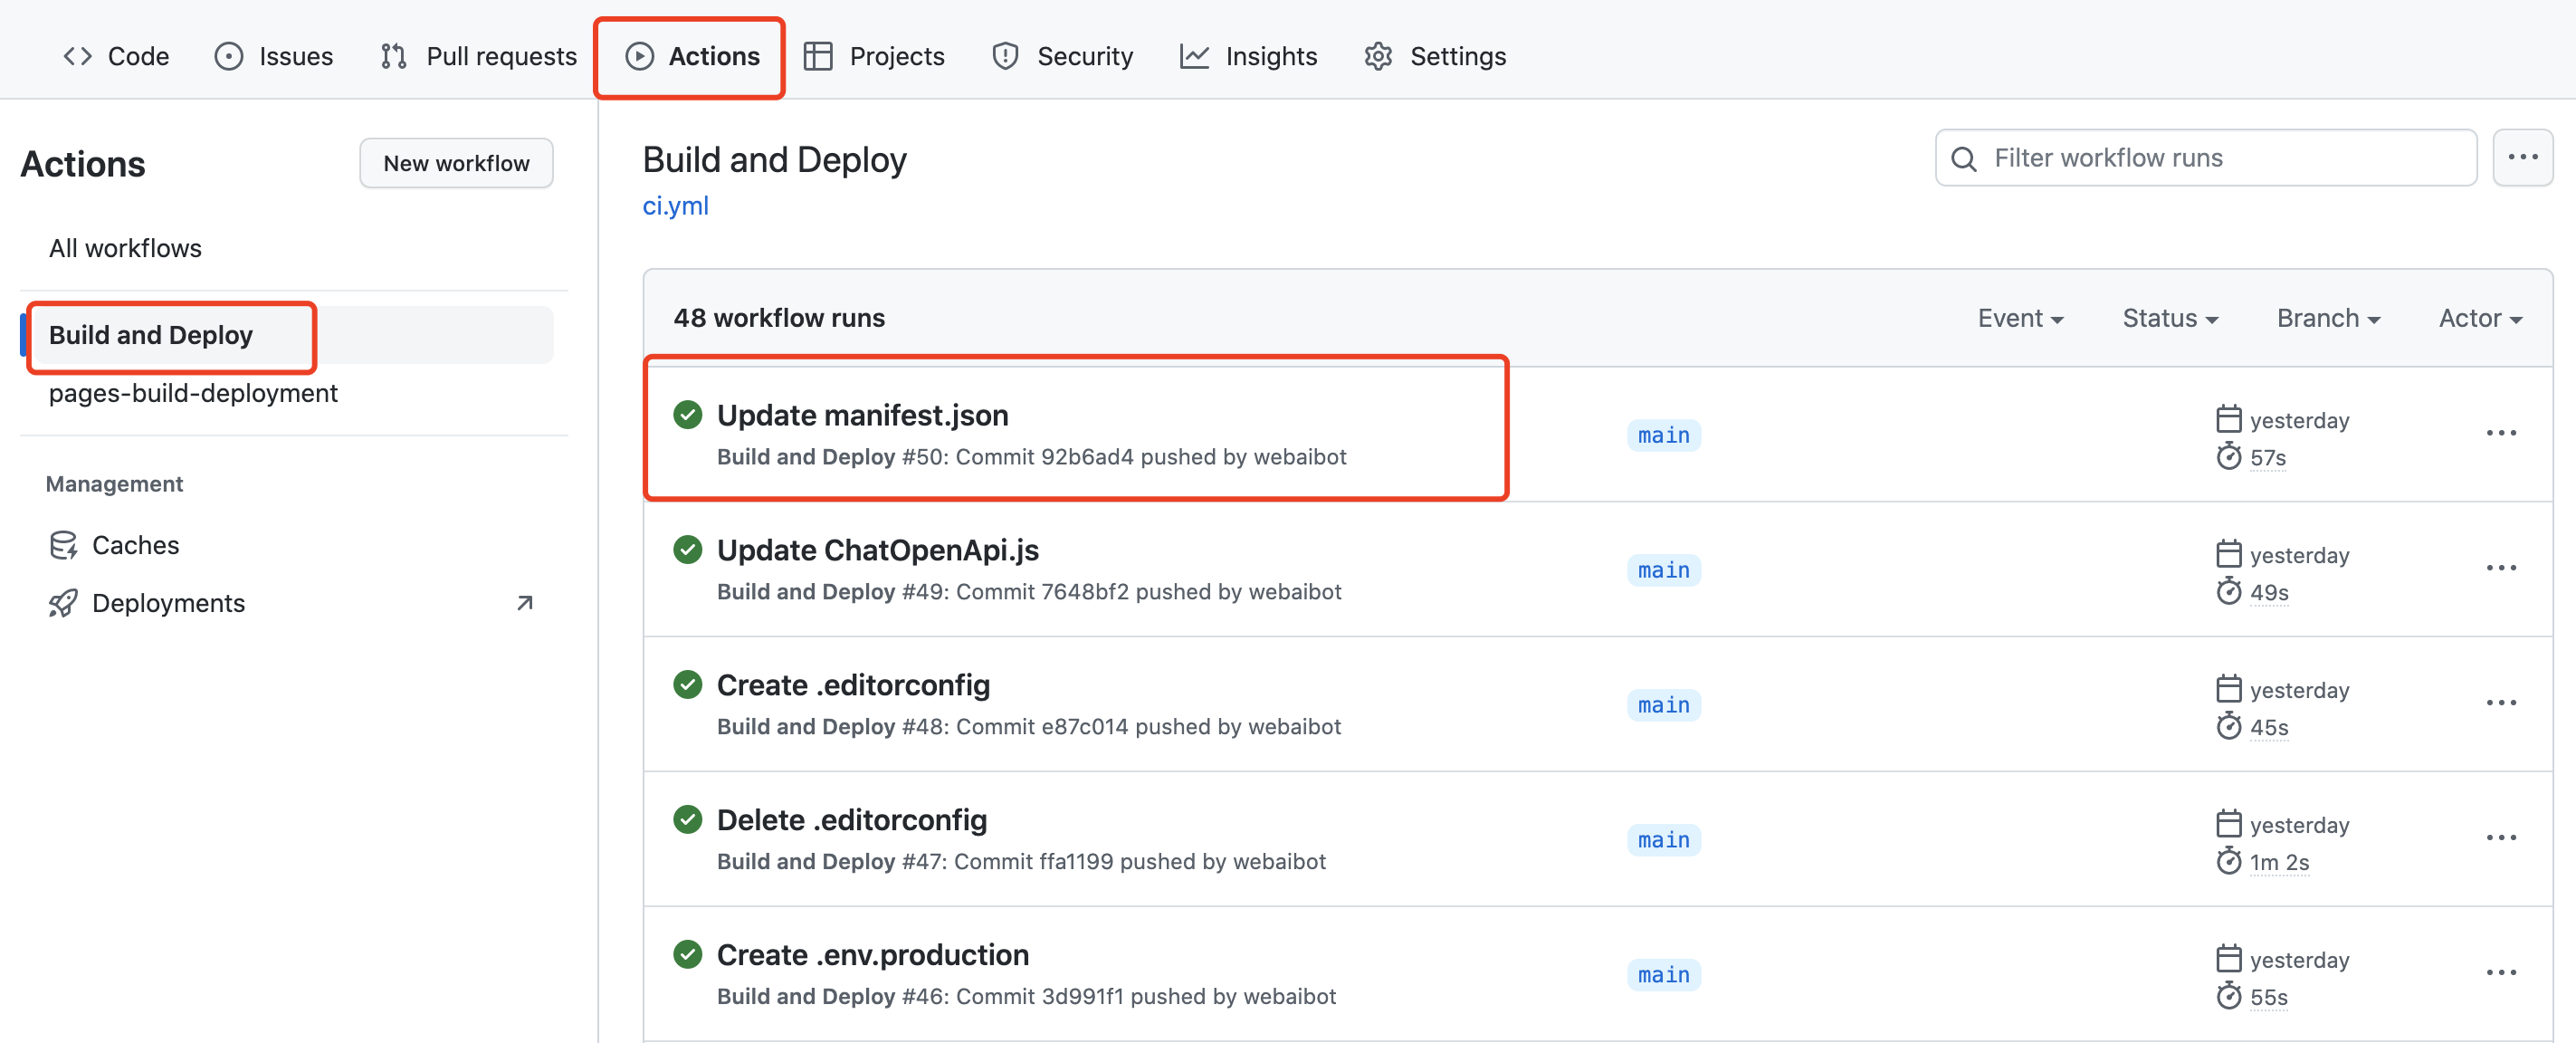 Code Issues Pull requests Actions Projects Security Insights Settings
Actions
New workflow
All workflows
Build and Deploy
pages-build-deployment
Management
Caches
Deployments
Build and Deploy
ci.yml
Filter workflow runs
48 workflow runs
Event Status Branch Actor
Update manifest.json
Build and Deploy #50: Commit 92b6ad4 pushed by webaibot
main
yesterday
57s
Update ChatOpenApi.js
Build and Deploy #49: Commit 7648bf2 pushed by webaibot
main
yesterday
49s
Create .editorconfig
Build and Deploy #48: Commit e87c014 pushed by webaibot
main
yesterday
45s
Delete .editorconfig
Build and Deploy #47: Commit ffa1199 pushed by webaibot
main
yesterday
1m 2s
Create .env.production
Build and Deploy #46: Commit 3d991f1 pushed by webaibot
main
yesterday
55s